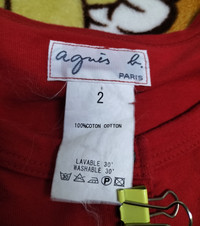 agnès b.
PARIS
2
100%COTON COTTON
LAVABLE 30°
WASHABLE 30°